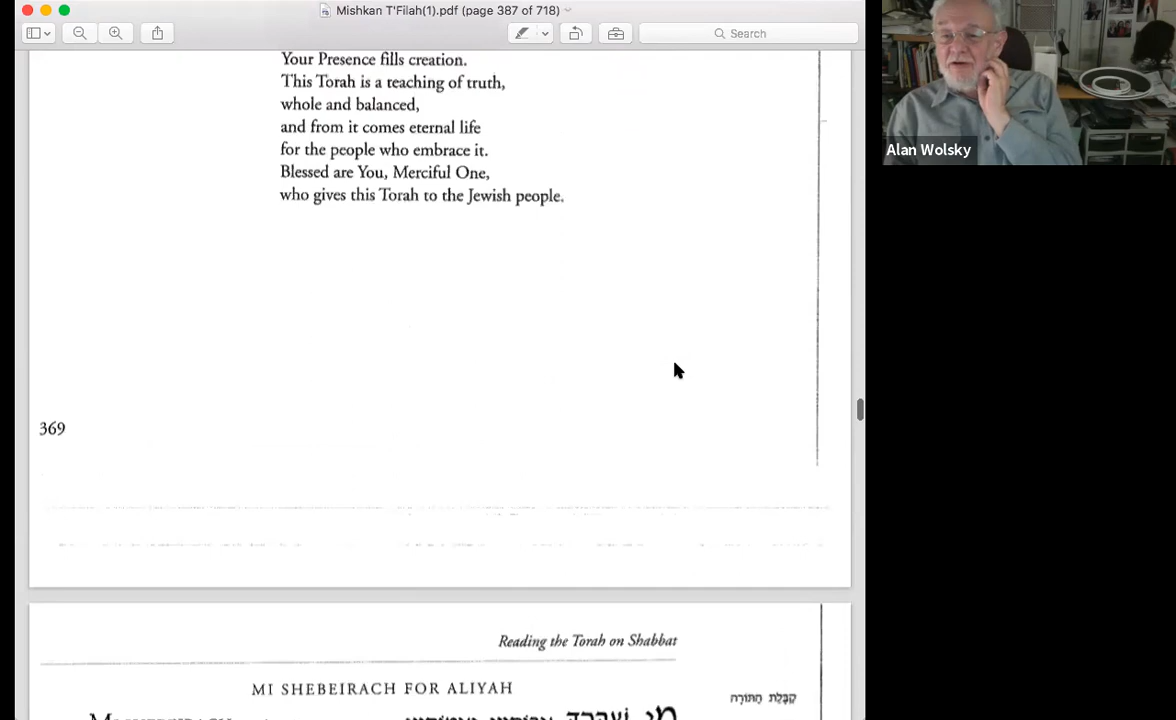 Mishkan T'Filah(1).pdf (page 387 of 718)
Search
Your Presence fills creation.
This Torah is a teaching of truth,
whole and balanced,
and from it comes eternal life
for the people who embrace it.
Blessed are You, Merciful One,
who gives this Torah to the Jewish people.
369
Reading the Torah on Shabbat
MI SHEBEIRACH FOR ALIYAH
קַבָּלַת הַתּוֹרָה
Alan Wolsky